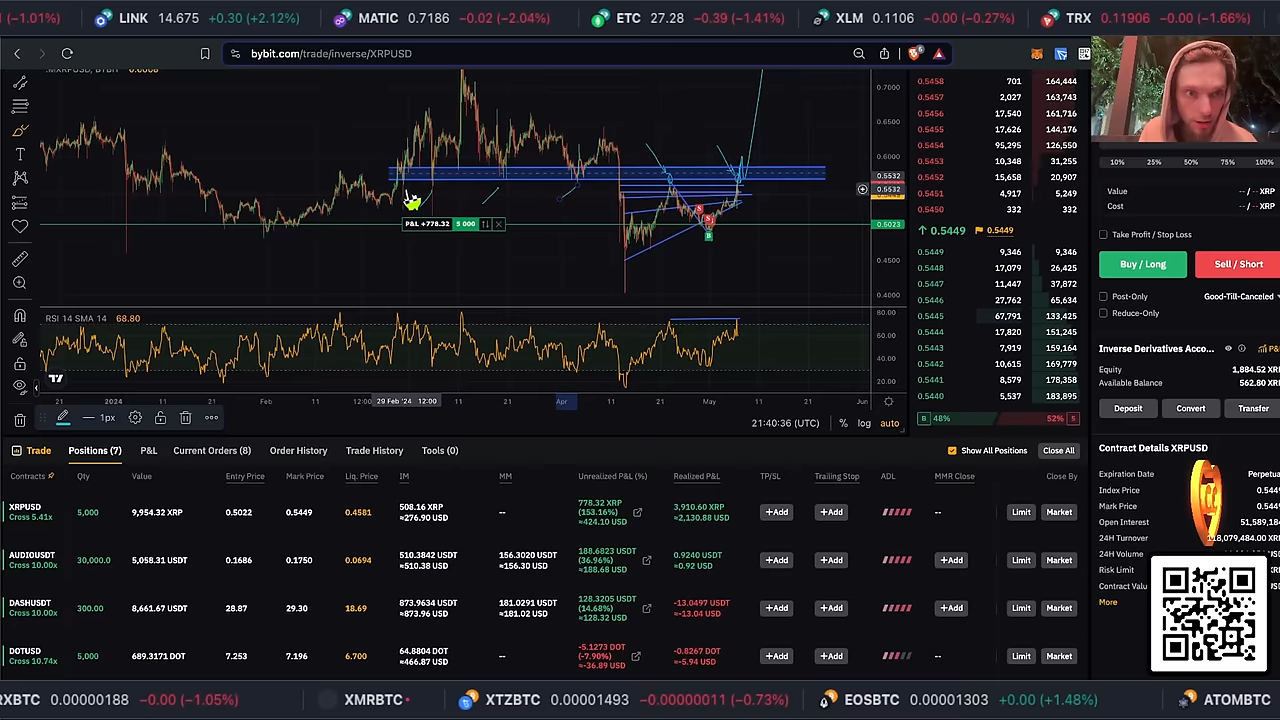 (−1.01%) LINK 14.675 +0.30 (+2.12%) MATIC 0.7186 −0.02 (−2.04%) ETC 27.28 −0.39 (−1.41%) XLM 0.1106 −0.00 (−0.27%) TRX 0.11906 −0.00 (−1.66%)
bybit.com/trade/inverse/XRPUSD
0.7000
0.6500
0.6000
0.5532
0.5532
0.5023
0.4500
0.4000
P&L +778.32 5 000
RSI 14 SMA 14 68.80
80.00
60.00
40.00
20.00
21 2024 11 21 Feb 11 29 Feb '24 12:00 11 21 Apr 11 21 May 11 21 Jun
1px
21:40:36 (UTC) % log auto
0.5458 701 164,444
0.5457 2,027 163,743
0.5456 17,540 161,716
0.5455 17,626 144,176
0.5454 95,295 126,550
0.5453 10,348 31,255
0.5452 15,658 20,907
0.5451 4,917 5,249
0.5450 332 332
0.5449 0.5449
0.5449 9,346 9,346
0.5448 17,079 26,425
0.5447 11,447 37,872
0.5446 27,762 65,634
0.5445 67,791 133,425
0.5444 17,820 151,245
0.5443 7,919 159,164
0.5442 10,615 169,779
0.5441 8,579 178,358
0.5440 5,537 183,895
B 48% 52% S
10% 25% 50% 75% 100%
Value --/-- XRP
Cost --/-- XRP
Take Profit / Stop Loss
Buy / Long Sell / Short
Post-Only Good-Till-Canceled
Reduce-Only
Inverse Derivatives Acco... P&
Equity 1,884.52 XR
Available Balance 562.80 XR
Deposit Convert Transfer
Contract Details XRPUSD
Expiration Date Perpetua
Index Price 0.544
Mark Price 0.544
Open Interest 51,589,18
24H Turnover 18,079,484.00 XR
24H Volume
Risk Limit
Contract Valu
More
Trade Positions (7) P&L Current Orders (8) Order History Trade History Tools (0) Show All Positions Close All
Contracts Qty Value Entry Price Mark Price Liq. Price IM MM Unrealized P&L (%) Realized P&L TP/SL Trailing Stop ADL MMR Close Close By
XRPUSD
Cross 5.41x 5,000 9,954.32 XRP 0.5022 0.5449 0.4581 508.16 XRP ≈276.90 USD -- 778.32 XRP (153.16%) ≈424.10 USD 3,910.60 XRP ≈2,130.88 USD +Add +Add -- Limit Market
AUDIOUSDT
Cross 10.00x 30,000.0 5,058.31 USDT 0.1686 0.1750 0.0694 510.3842 USDT ≈510.38 USD 156.3020 USDT ≈156.30 USD 188.6823 USDT (36.96%) ≈188.68 USD 0.9240 USDT ≈0.92 USD +Add +Add +Add Limit Market
DASHUSDT
Cross 10.00x 300.00 8,661.67 USDT 28.87 29.30 18.69 873.9634 USDT ≈873.96 USD 181.0291 USDT ≈181.02 USD 128.3205 USDT (14.68%) ≈128.32 USD -13.0497 USDT ≈-13.04 USD +Add +Add +Add Limit Market
DOTUSD
Cross 10.74x 5,000 689.3171 DOT 7.253 7.196 6.700 64.8804 DOT ≈466.87 USD -- -5.1273 DOT (-7.90%) ≈-36.89 USD -0.8267 DOT ≈-5.94 USD +Add +Add -- Limit Market
RXBTC 0.00000188 −0.00 (−1.05%) XMRBTC XTZBTC 0.00001493 −0.00000011 (−0.73%) EOSBTC 0.00001303 +0.00 (+1.48%) ATOMBTC